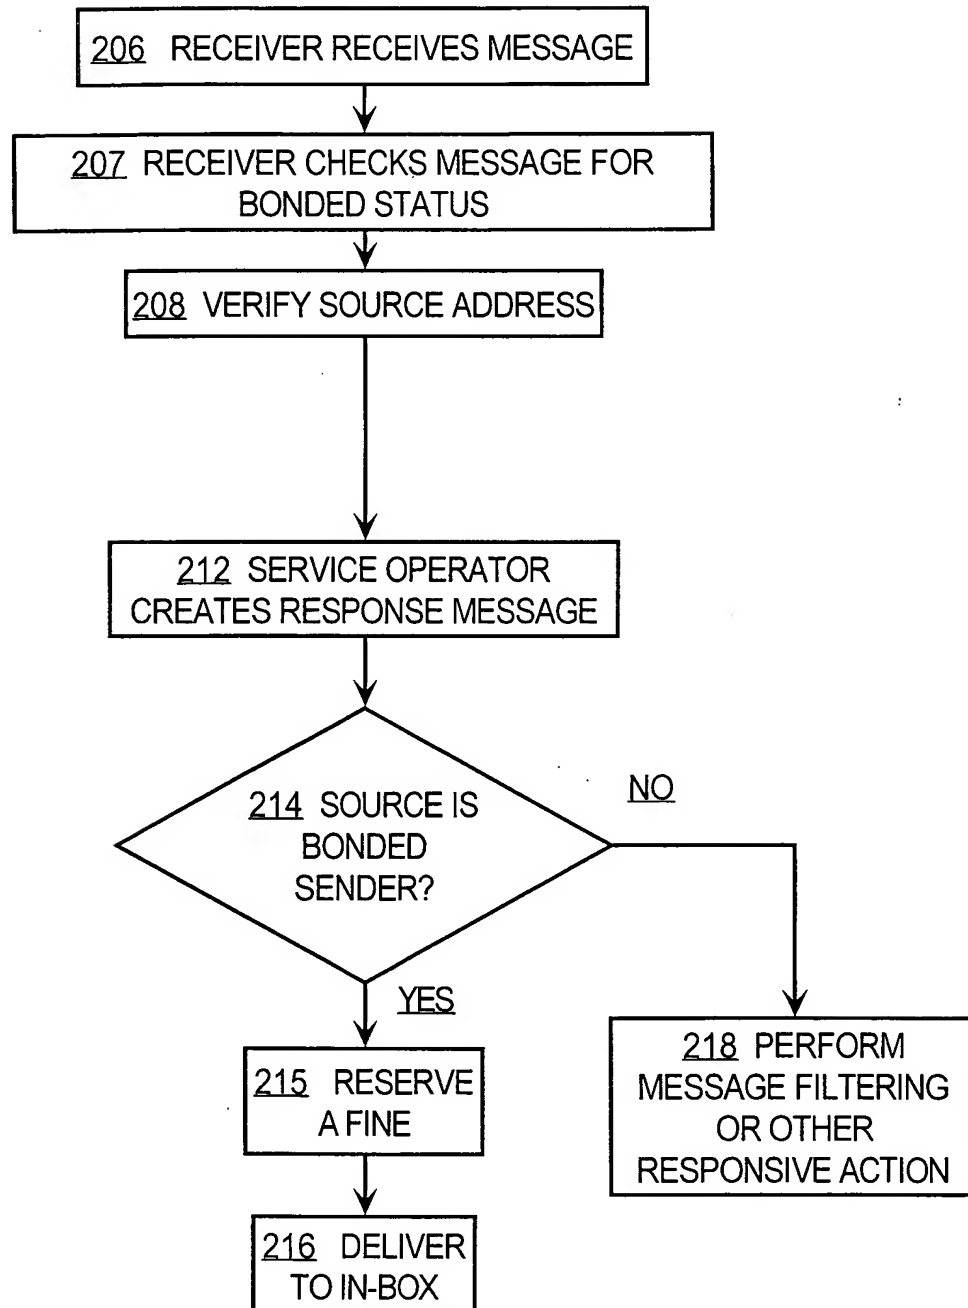 206 RECEIVER RECEIVES MESSAGE
207 RECEIVER CHECKS MESSAGE FOR
BONDED STATUS
208 VERIFY SOURCE ADDRESS
212 SERVICE OPERATOR
CREATES RESPONSE MESSAGE
214 SOURCE IS
BONDED
SENDER?
NO
YES
215 RESERVE
A FINE
218 PERFORM
MESSAGE FILTERING
OR OTHER
RESPONSIVE ACTION
216 DELIVER
TO IN-BOX